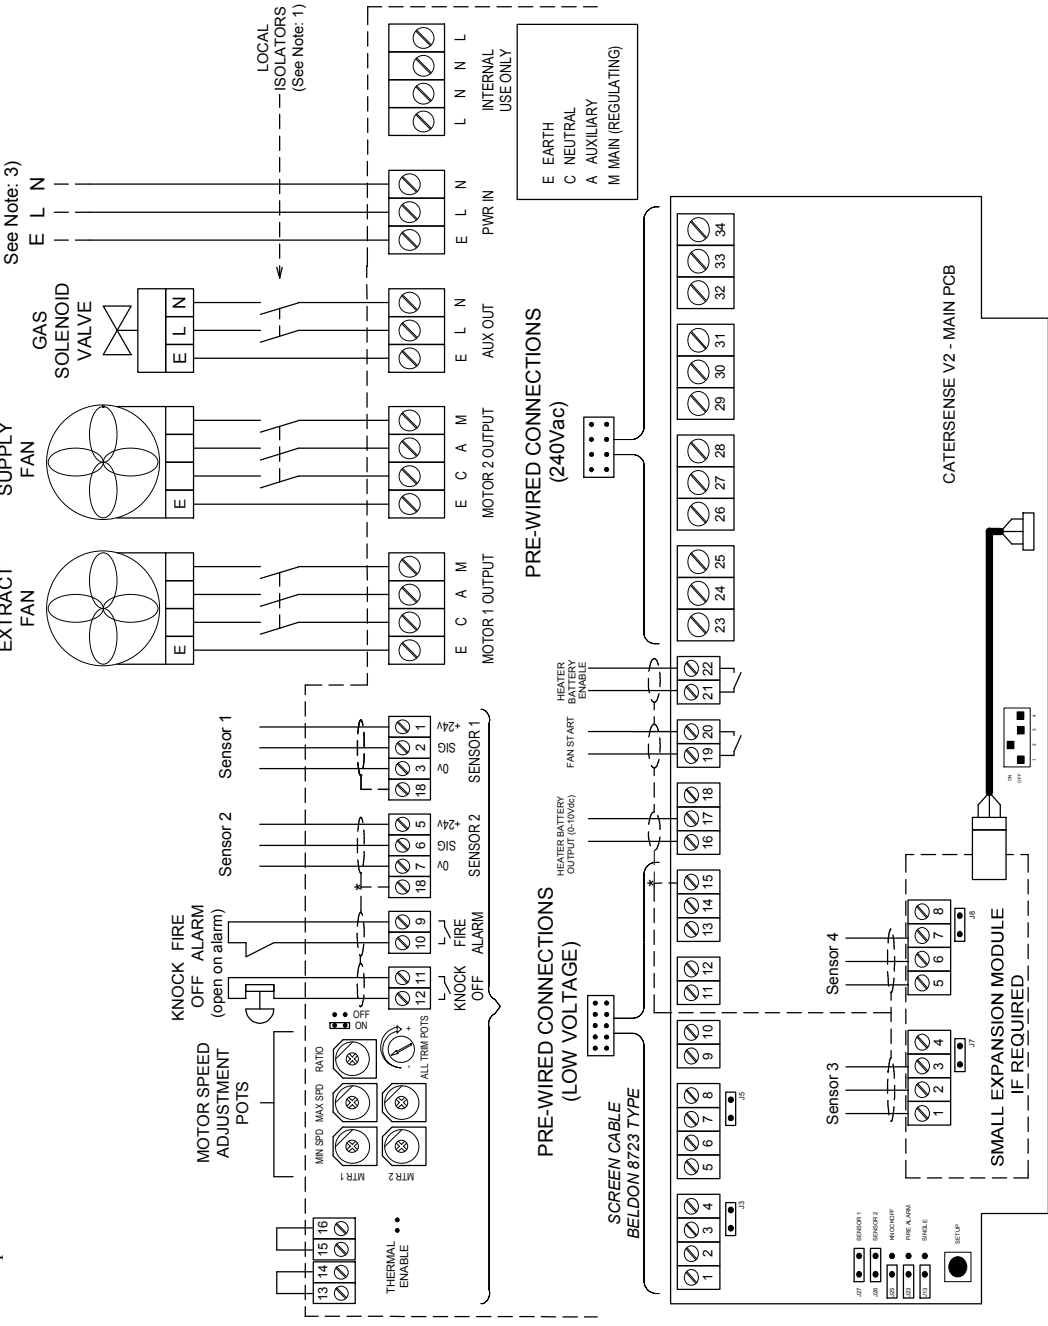 See Note: 3)
E L N
GAS
SOLENOID
VALVE
SUPPLY
FAN
EXTRACT
FAN
LOCAL
ISOLATORS
(See Note: 1)
E L N
E
E
L N N L
INTERNAL
USE ONLY
E L N
PWR IN
E L N
AUX OUT
E C A M
MOTOR 2 OUTPUT
E C A M
MOTOR 1 OUTPUT
E EARTH
C NEUTRAL
A AUXILIARY
M MAIN (REGULATING)
Sensor 1
Sensor 2
1 2 3 18
+24v SIG 0v
SENSOR 1
5 6 7 18
+24v SIG 0v
SENSOR 2
KNOCK FIRE
OFF ALARM
(open on alarm)
9 10
FIRE
ALARM
11 12
KNOCK
OFF
MOTOR SPEED
ADJUSTMENT
POTS
MIN SPD MAX SPD RATIO
MTR 1
MTR 2
OFF
ON
- +
ALL TRIM POTS
13 14 15 16
THERMAL
ENABLE
PRE-WIRED CONNECTIONS
(240Vac)
PRE-WIRED CONNECTIONS
(LOW VOLTAGE)
SCREEN CABLE
BELDON 8723 TYPE
HEATER BATTERY
OUTPUT (0-10Vdc)
FAN START
HEATER
BATTERY
ENABLE
*
*
1 2 3 4
J3
5 6 7 8
J5
9 10
11 12
13 14 15
16 17 18
19 20
21 22
23 24 25
26 27 28
29 30 31
32 33 34
CATERSENSE V2 - MAIN PCB
ON
OFF
1 2 3 4
Sensor 3
Sensor 4
1 2 3 4
J7
5 6 7 8
J8
SMALL EXPANSION MODULE
IF REQUIRED
J27 SENSOR 1
J26 SENSOR 2
J25 KNOCKOFF
J23 FIRE ALARM
J13 SINGLE
SETUP